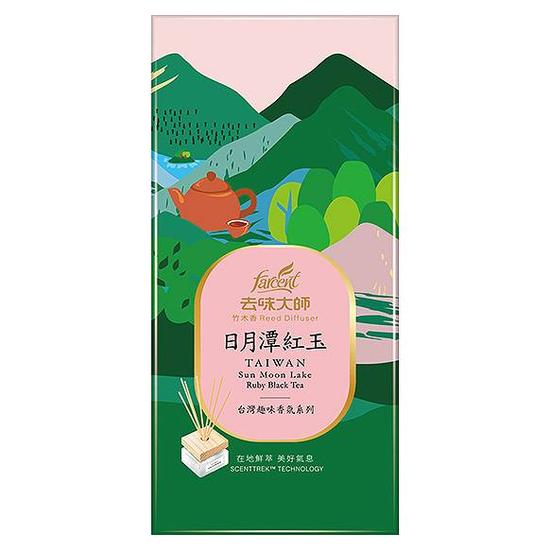 farcent
去味大師
竹木香 Reed Diffuser
日月潭紅玉
TAIWAN
Sun Moon Lake
Ruby Black Tea
台灣趣味香氛系列
在地鮮萃 美好氣息
SCENTTREK™ TECHNOLOGY